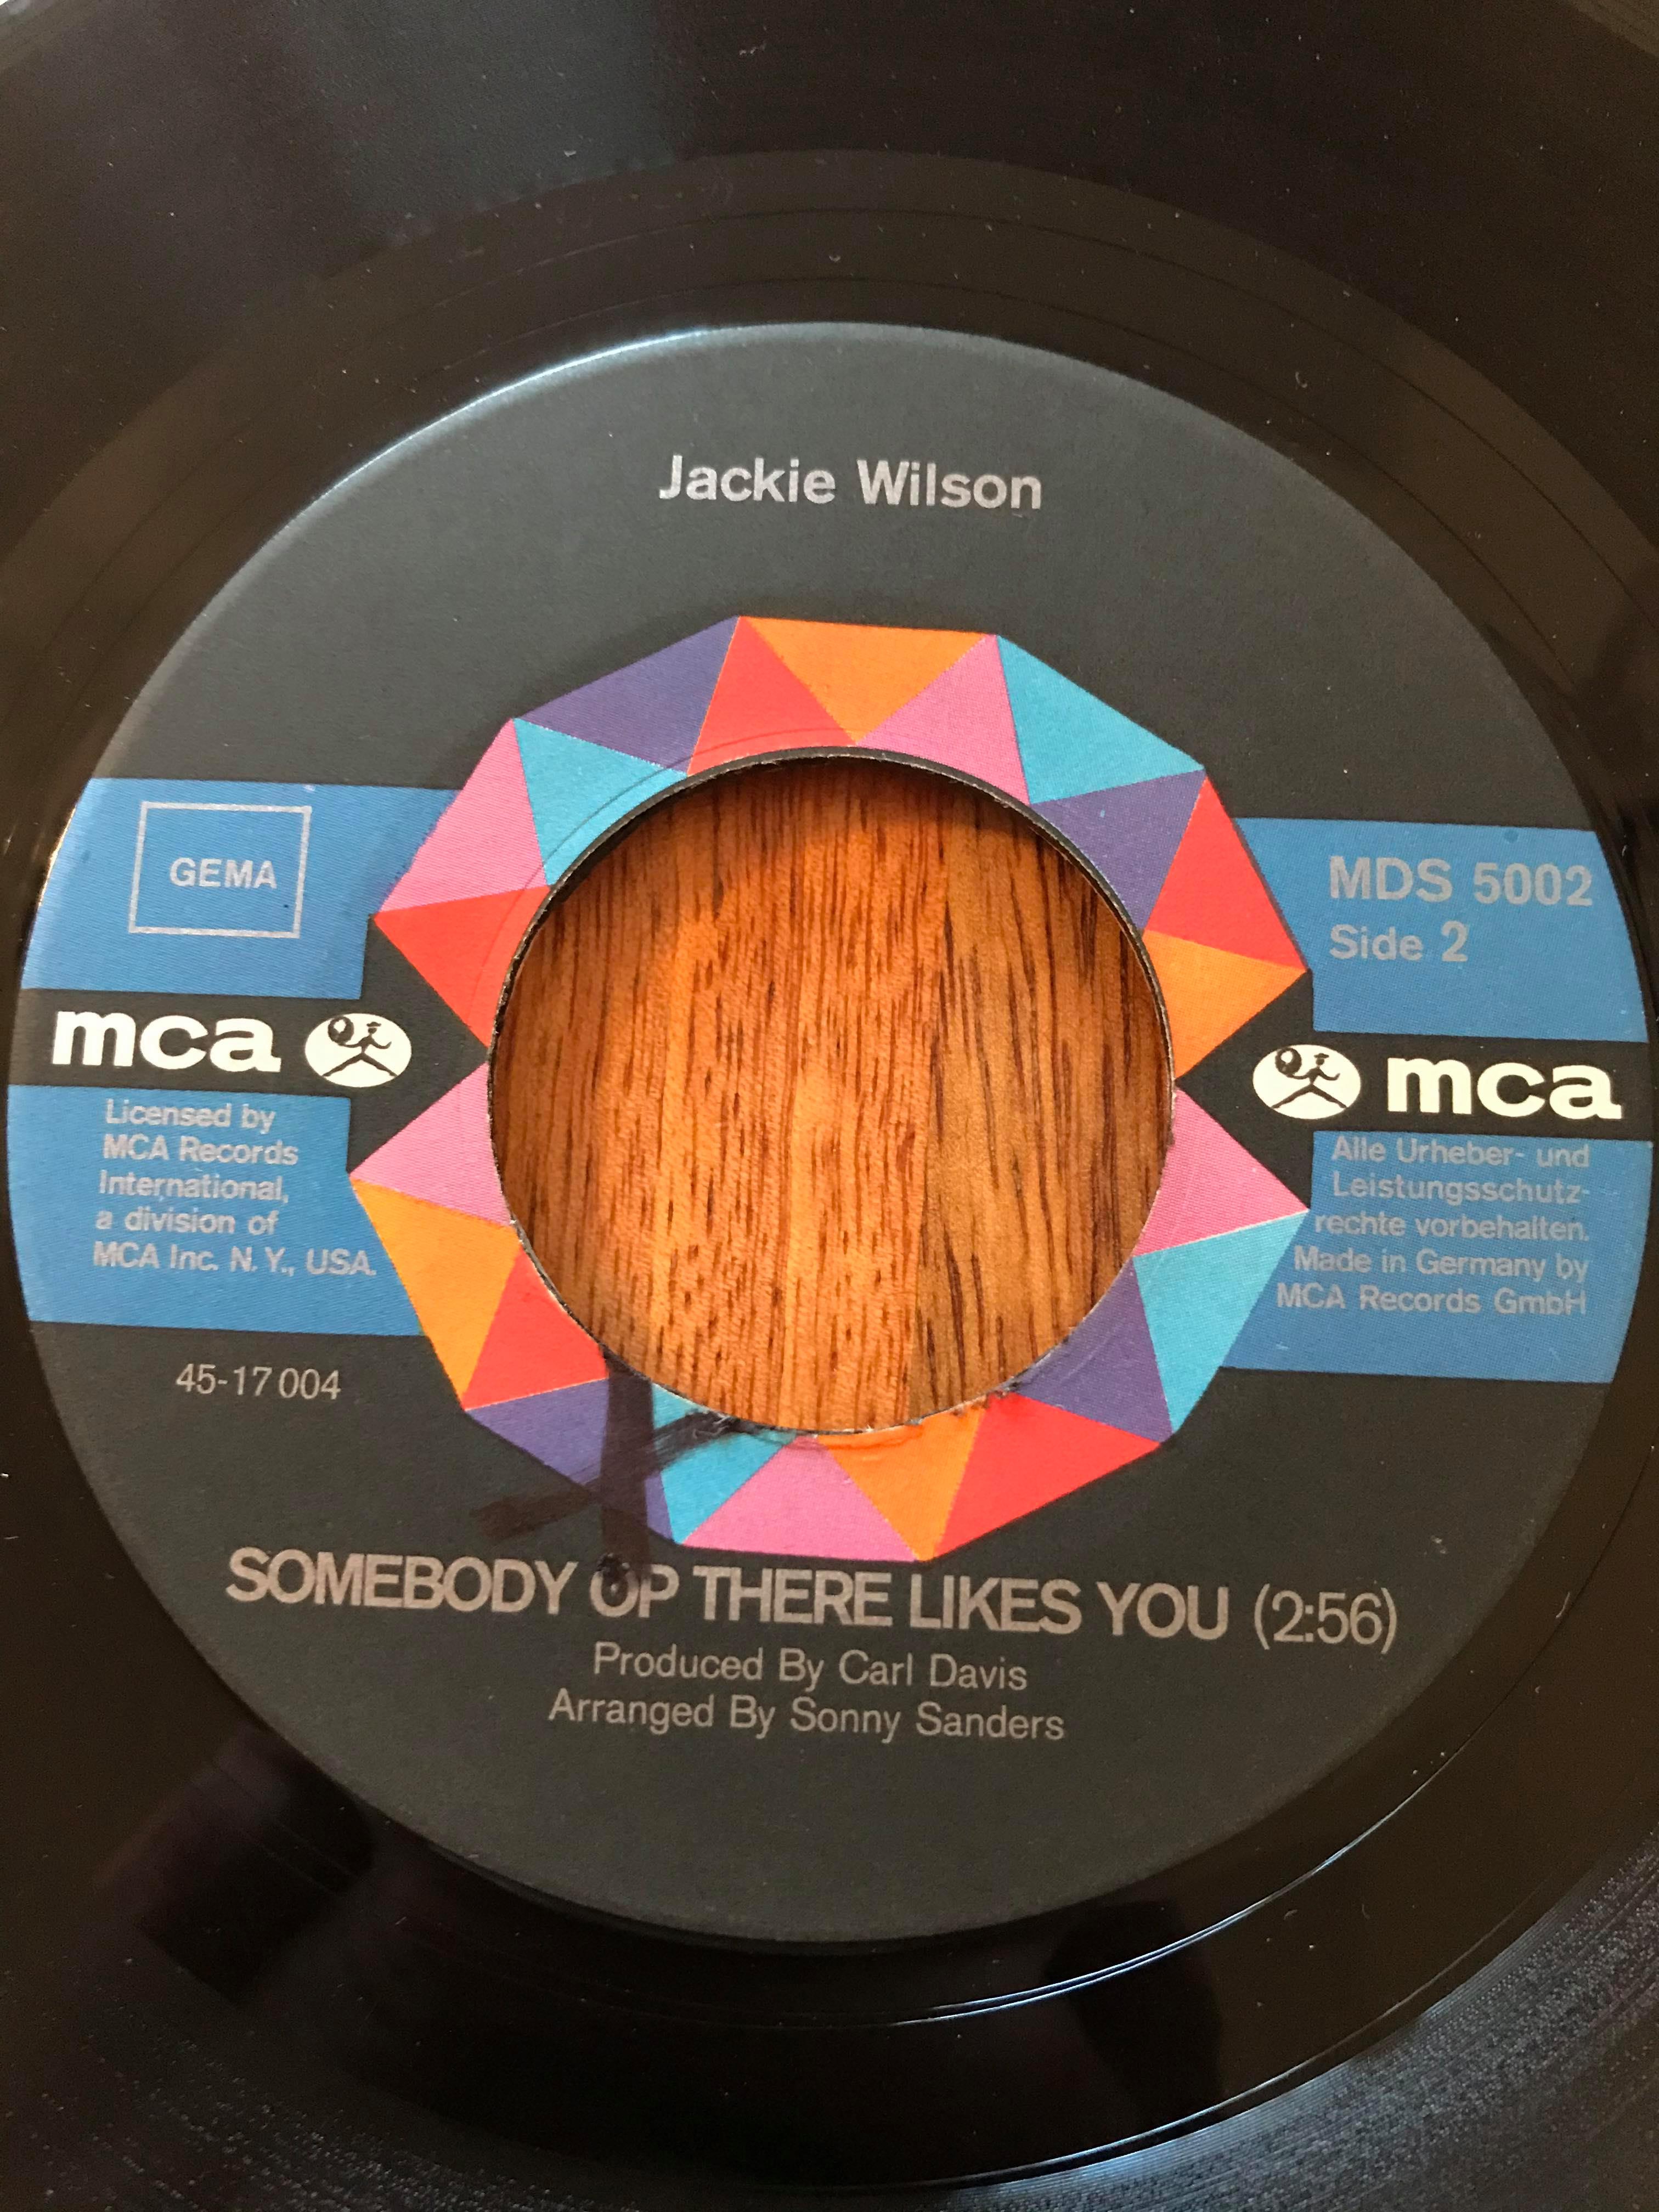 Jackie Wilson
GEMA
MDS 5002
Side 2
mca
mca
Licensed by
MCA Records
International,
a division of
MCA Inc. N.Y., USA.
Alle Urheber- und
Leistungsschutz-
rechte vorbehalten.
Made in Germany by
MCA Records GmbH
45-17 004
SOMEBODY UP THERE LIKES YOU (2:56)
Produced By Carl Davis
Arranged By Sonny Sanders